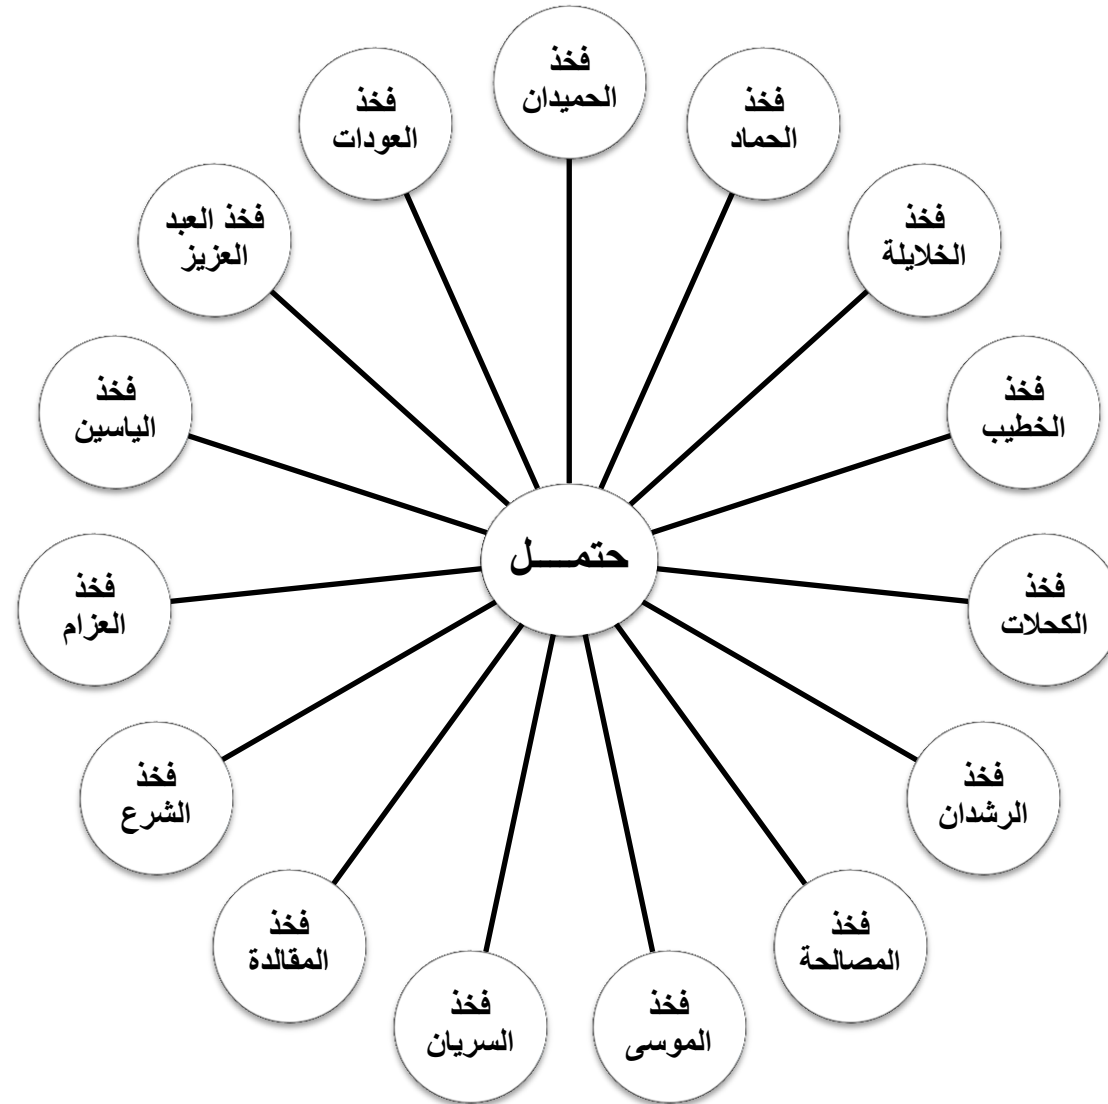 فخذ
الحميدان
فخذ
الحماد
فخذ
الخلايلة
فخذ
الخطيب
فخذ
الكحلات
فخذ
الرشدان
فخذ
المصالحة
فخذ
الموسى
فخذ
السريان
فخذ
المقالدة
فخذ
الشرع
فخذ
العزام
فخذ
الياسين
فخذ العبد
العزيز
فخذ
العودات
حتمــــل